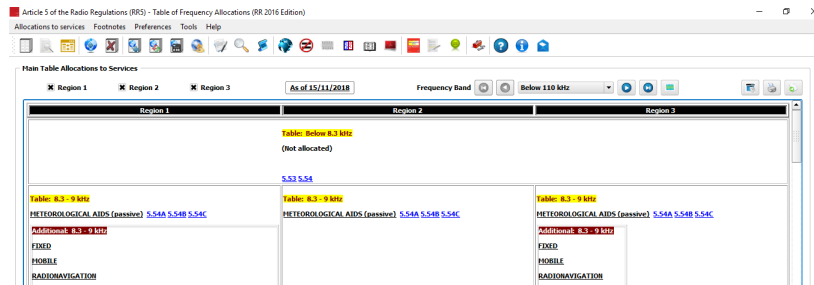 Article 5 of the Radio Regulations (RR5) - Table of Frequency Allocations (RR 2016 Edition)
Allocations to services Footnotes Preferences Tools Help
Main Table Allocations to Services
Region 1 Region 2 Region 3 As of 15/11/2018 Frequency Band Below 110 kHz
Region 1 Region 2 Region 3
Table: Below 8.3 kHz
(Not allocated)
5.53 5.54
Table: 8.3 - 9 kHz Table: 8.3 - 9 kHz Table: 8.3 - 9 kHz
METEOROLOGICAL AIDS (passive) 5.54A 5.54B 5.54C METEOROLOGICAL AIDS (passive) 5.54A 5.54B 5.54C METEOROLOGICAL AIDS (passive) 5.54A 5.54B 5.54C
Additional: 8.3 - 9 kHz Additional: 8.3 - 9 kHz
FIXED FIXED
MOBILE MOBILE
RADIONAVIGATION RADIONAVIGATION